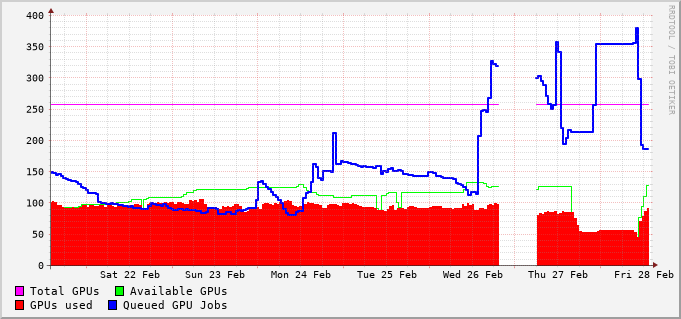 RRDTOOL / TOBI OETIKER
400
350
300
250
200
150
100
50
0
Sat 22 Feb Sun 23 Feb Mon 24 Feb Tue 25 Feb Wed 26 Feb Thu 27 Feb Fri 28 Feb
Total GPUs Available GPUs
GPUs used Queued GPU Jobs